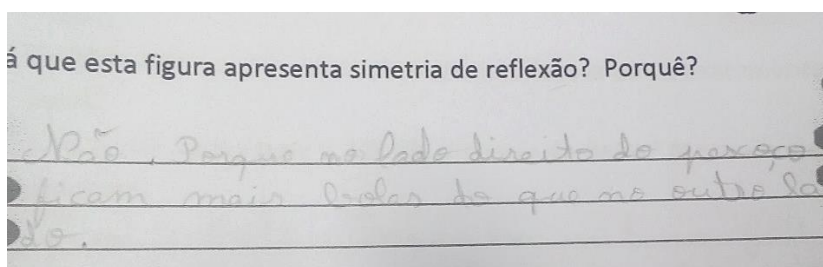 á que esta figura apresenta simetria de reflexão? Porquê?
Não, Porque no lado direito do pescoço
ficam mais bolas do que no outro la
do.